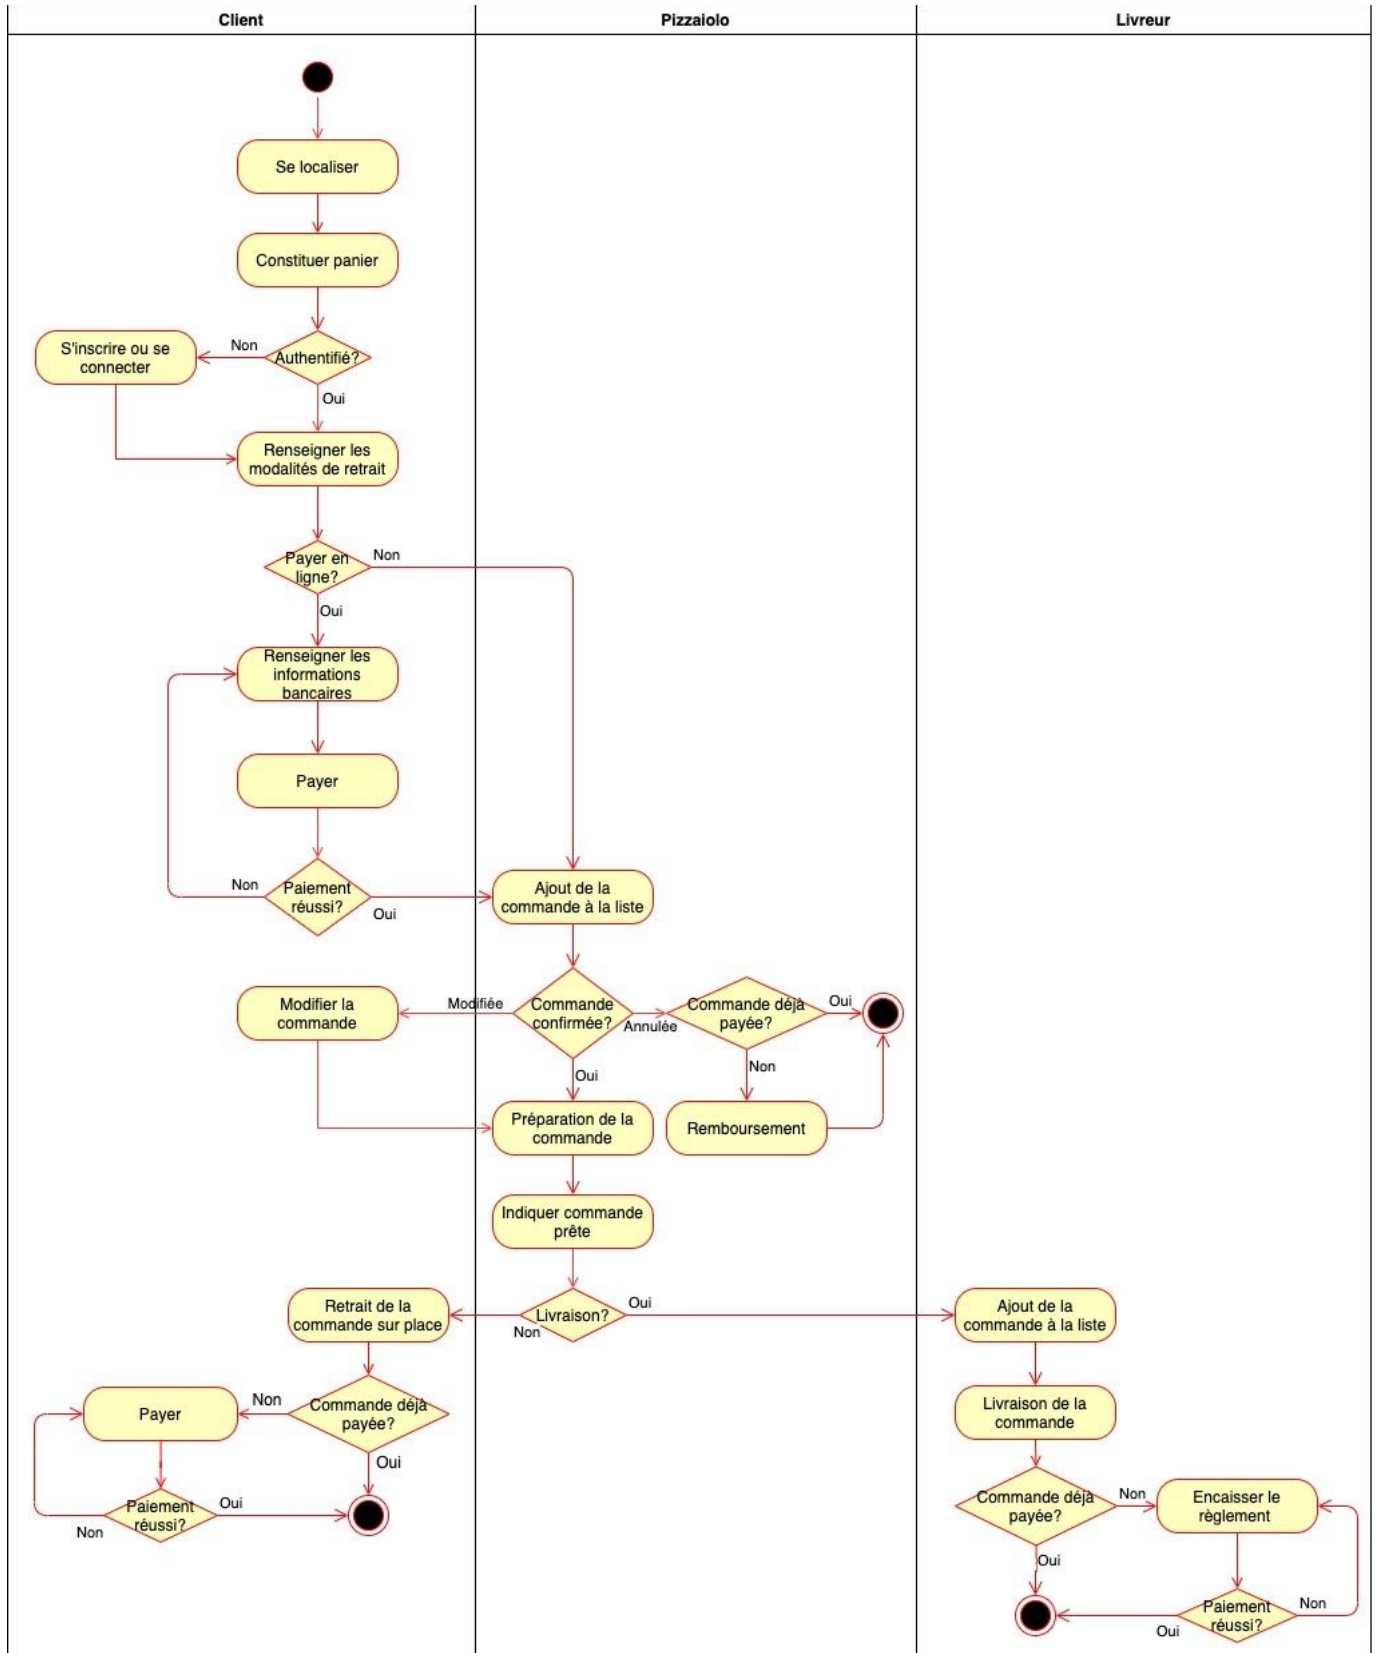 Client
Pizzaiolo
Livreur
Se localiser
Constituer panier
S'inscrire ou se
connecter
Non
Authentifié?
Oui
Renseigner les
modalités de retrait
Payer en
ligne?
Non
Oui
Renseigner les
informations
bancaires
Payer
Non
Paiement
réussi?
Oui
Ajout de la
commande à la liste
Modifier la
commande
Modifiée
Commande
confirmée?
Annulée
Commande déjà
payée?
Oui
Oui
Non
Préparation de la
commande
Remboursement
Indiquer commande
prête
Retrait de la
commande sur place
Non
Livraison?
Oui
Ajout de la
commande à la liste
Payer
Non
Commande déjà
payée?
Oui
Livraison de la
commande
Non
Paiement
réussi?
Oui
Commande déjà
payée?
Non
Encaisser le
règlement
Oui
Oui
Paiement
réussi?
Non